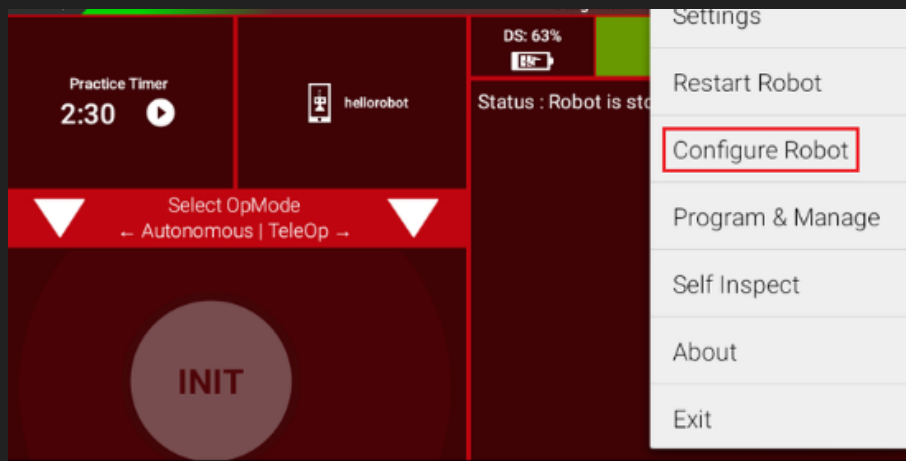 Practice Timer
2:30
hellorobot
DS: 63%
Status : Robot is
Select OpMode
← Autonomous | TeleOp →
INIT
Settings
Restart Robot
Configure Robot
Program & Manage
Self Inspect
About
Exit